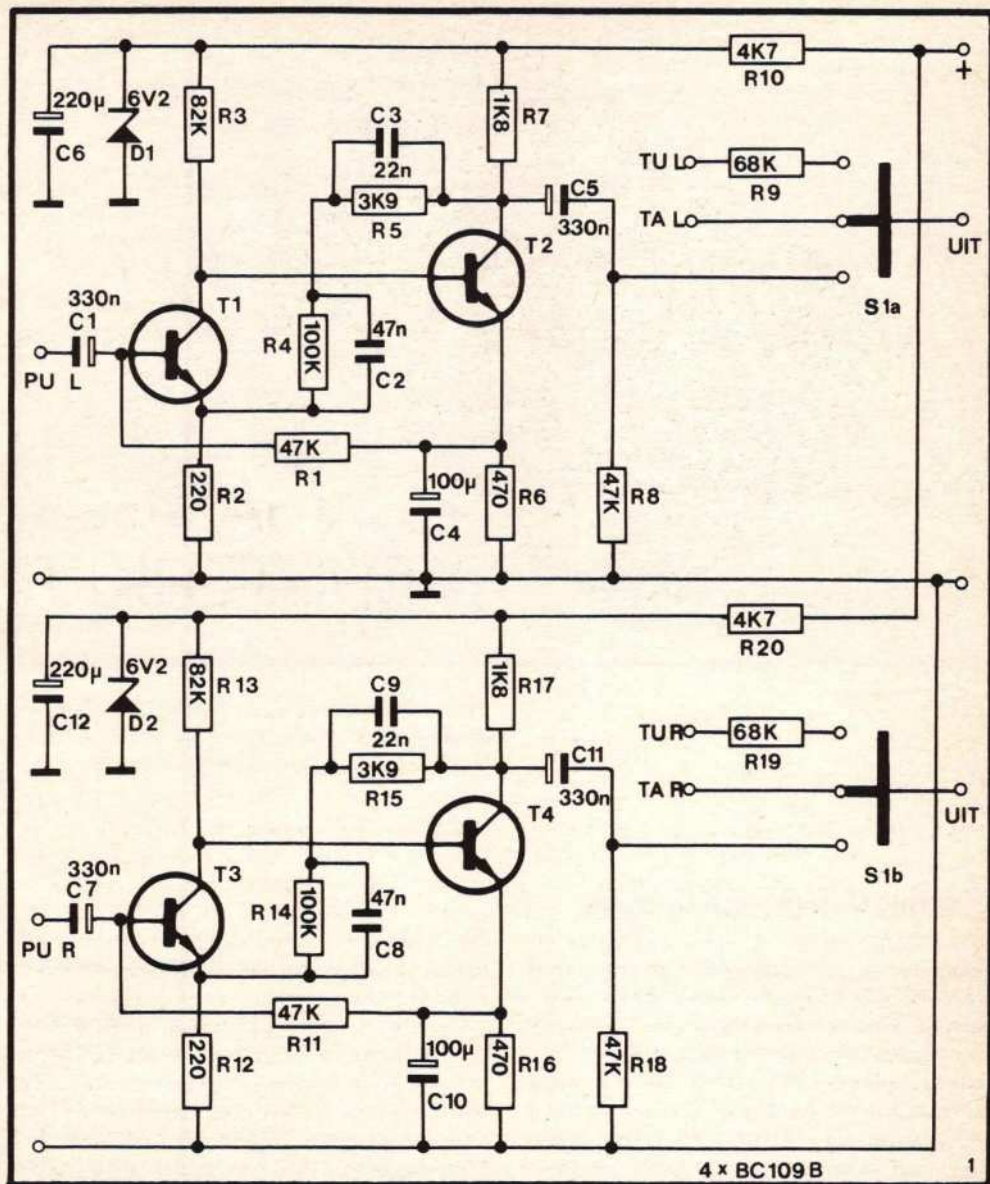 4K7
R10
+
220µ
C6
6V2
D1
82K
R3
C3
22n
3K9
R5
1K8
R7
C5
330n
TU L
68K
R9
TA L
UIT
S1a
T2
330n
C1
PU L
T1
R4
100K
47n
C2
47K
R1
220
R2
100µ
C4
470
R6
47K
R8
4K7
R20
220µ
C12
6V2
D2
82K
R13
C9
22n
3K9
R15
1K8
R17
C11
330n
TU R
68K
R19
TA R
UIT
S1b
T4
330n
C7
PU R
T3
R14
100K
47n
C8
47K
R11
220
R12
100µ
C10
470
R16
47K
R18
4 x BC109B
1